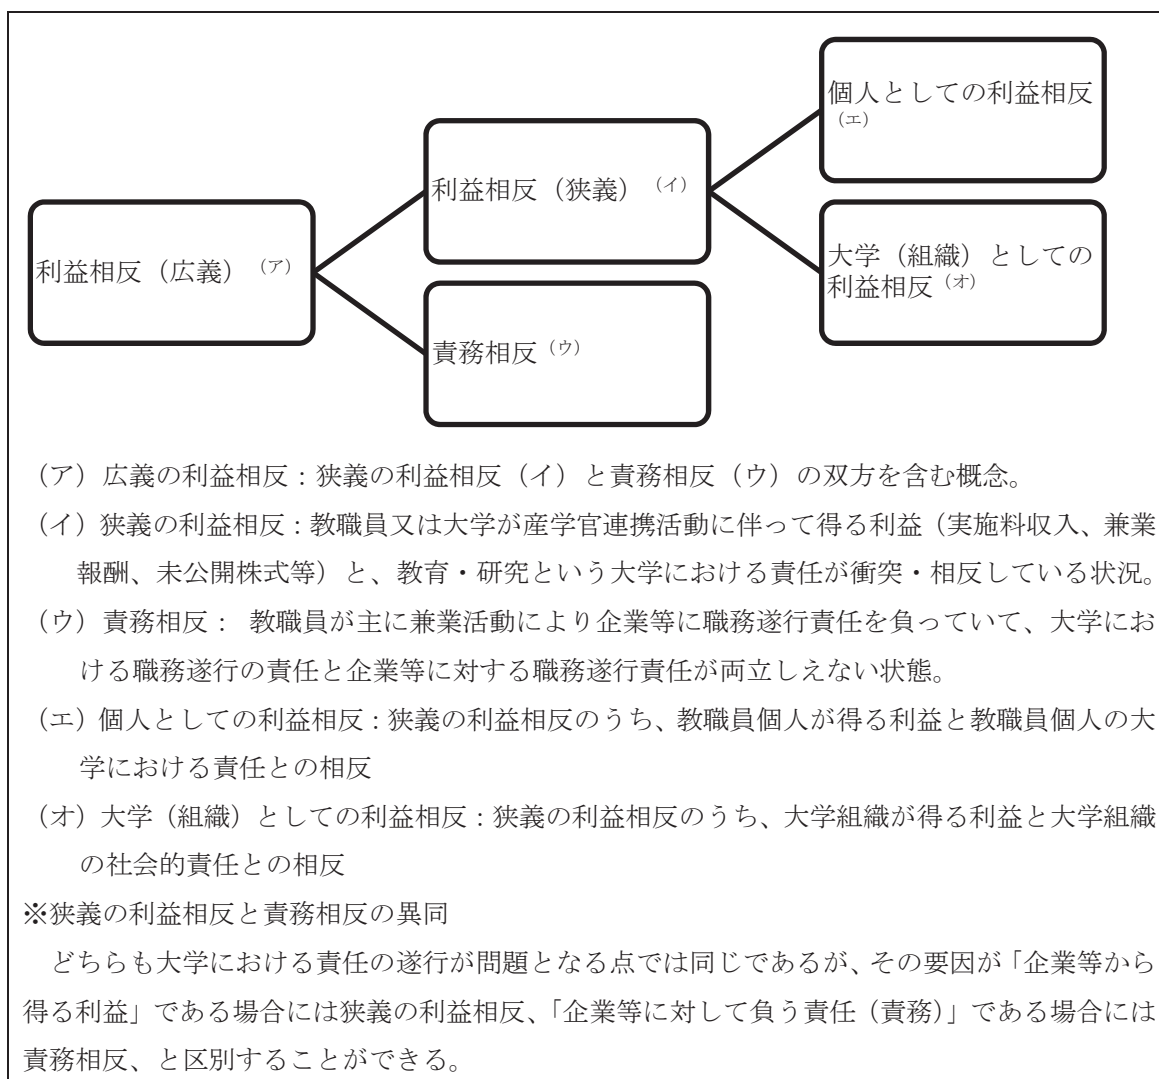 個人としての利益相反
（エ）
利益相反（狭義）（イ）
利益相反（広義）（ア）
大学（組織）としての
利益相反（オ）
責務相反（ウ）
（ア）広義の利益相反：狭義の利益相反（イ）と責務相反（ウ）の双方を含む概念。
（イ）狭義の利益相反：教職員又は大学が産学官連携活動に伴って得る利益（実施料収入、兼業
報酬、未公開株式等）と、教育・研究という大学における責任が衝突・相反している状況。
（ウ）責務相反： 教職員が主に兼業活動により企業等に職務遂行責任を負っていて、大学にお
ける職務遂行の責任と企業等に対する職務遂行責任が両立しえない状態。
（エ）個人としての利益相反：狭義の利益相反のうち、教職員個人が得る利益と教職員個人の大
学における責任との相反
（オ）大学（組織）としての利益相反：狭義の利益相反のうち、大学組織が得る利益と大学組織
の社会的責任との相反
※狭義の利益相反と責務相反の異同
どちらも大学における責任の遂行が問題となる点では同じであるが、その要因が「企業等から
得る利益」である場合には狭義の利益相反、「企業等に対して負う責任（責務）」である場合には
責務相反、と区別することができる。